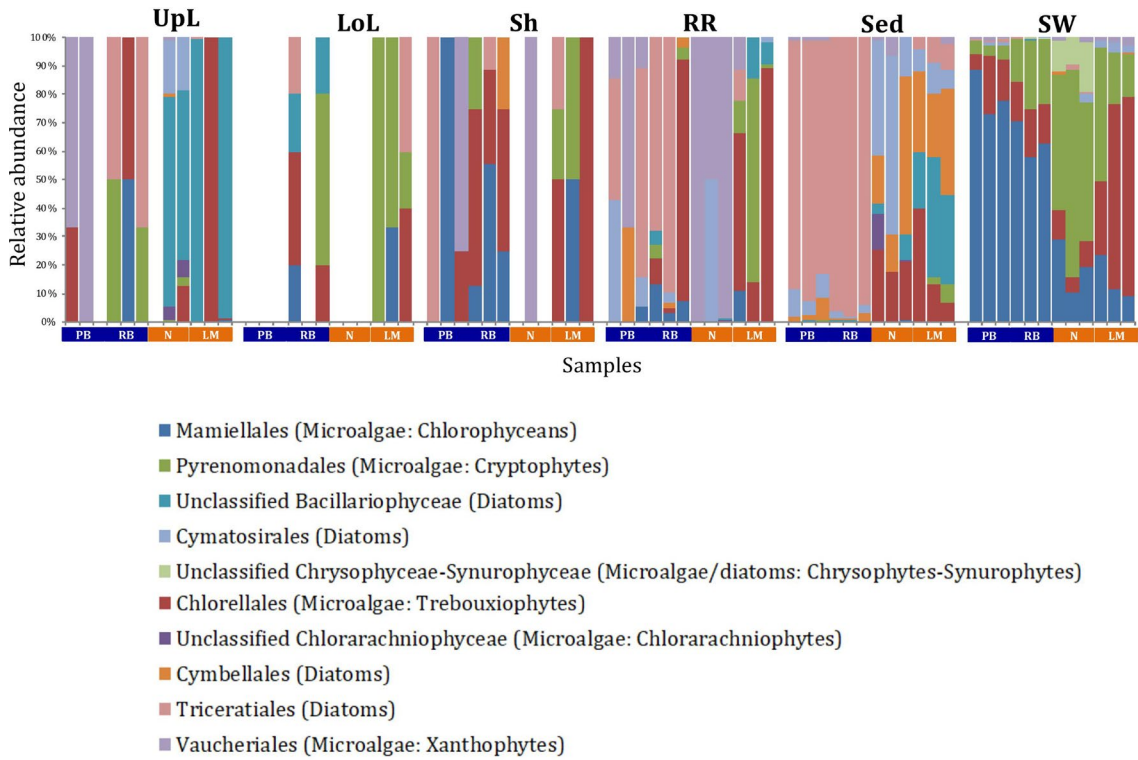 UpL LoL Sh RR Sed SW
100%
90%
80%
70%
60%
50%
40%
30%
20%
10%
0%
Relative abundance
PB RB N LM PB RB N LM PB RB N LM PB RB N LM PB RB N LM PB RB N LM
Samples
Mamiellales (Microalgae: Chlorophyceans)
Pyrenomonadales (Microalgae: Cryptophytes)
Unclassified Bacillariophyceae (Diatoms)
Cymatosirales (Diatoms)
Unclassified Chrysophyceae-Synurophyceae (Microalgae/diatoms: Chrysophytes-Synurophytes)
Chlorellales (Microalgae: Trebouxiophytes)
Unclassified Chlorarachniophyceae (Microalgae: Chlorarachniophytes)
Cymbellales (Diatoms)
Triceratiales (Diatoms)
Vaucheriales (Microalgae: Xanthophytes)